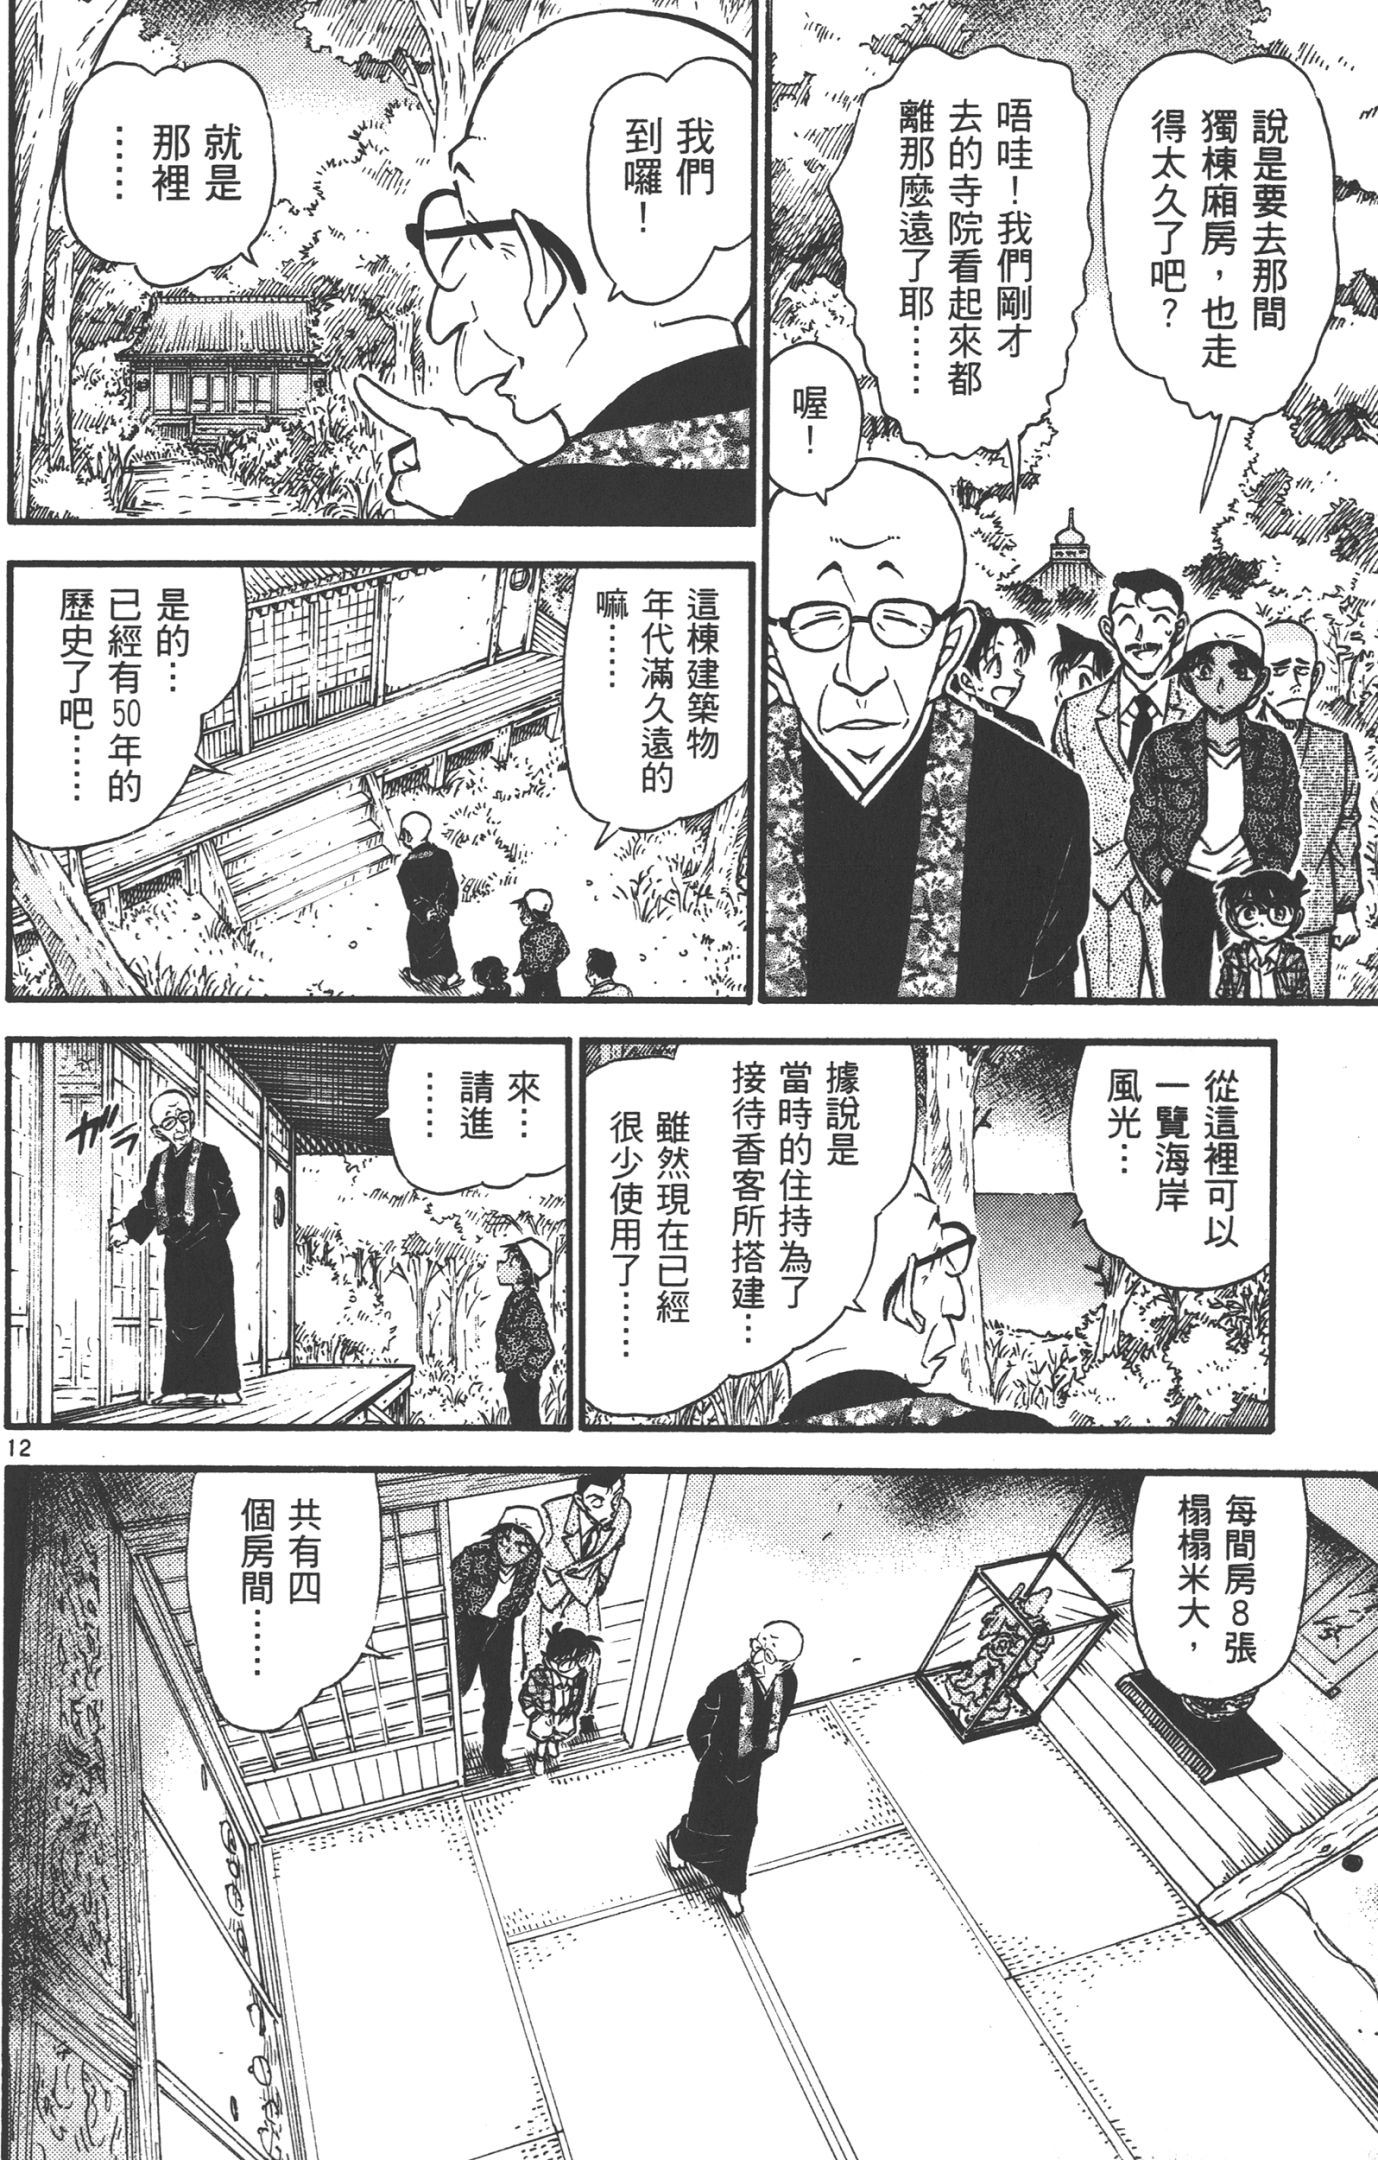 說是要去那間
獨棟廂房，也走
得太久了吧？
唔哇！我們剛才
去的寺院看起來都
離那麼遠了耶……
喔！
我們
到囉！
就是
那裡
……
這棟建築物
年代滿久遠的
嘛……
是的…
已經有50年的
歷史了吧……
從這裡可以
一覽海岸
風光…
據說是
當時的住持為了
接待香客所搭建…
雖然現在已經
很少使用了……
來…
請進
……
ガラ
12
每間房8張
榻榻米大，
共有四
個房間……